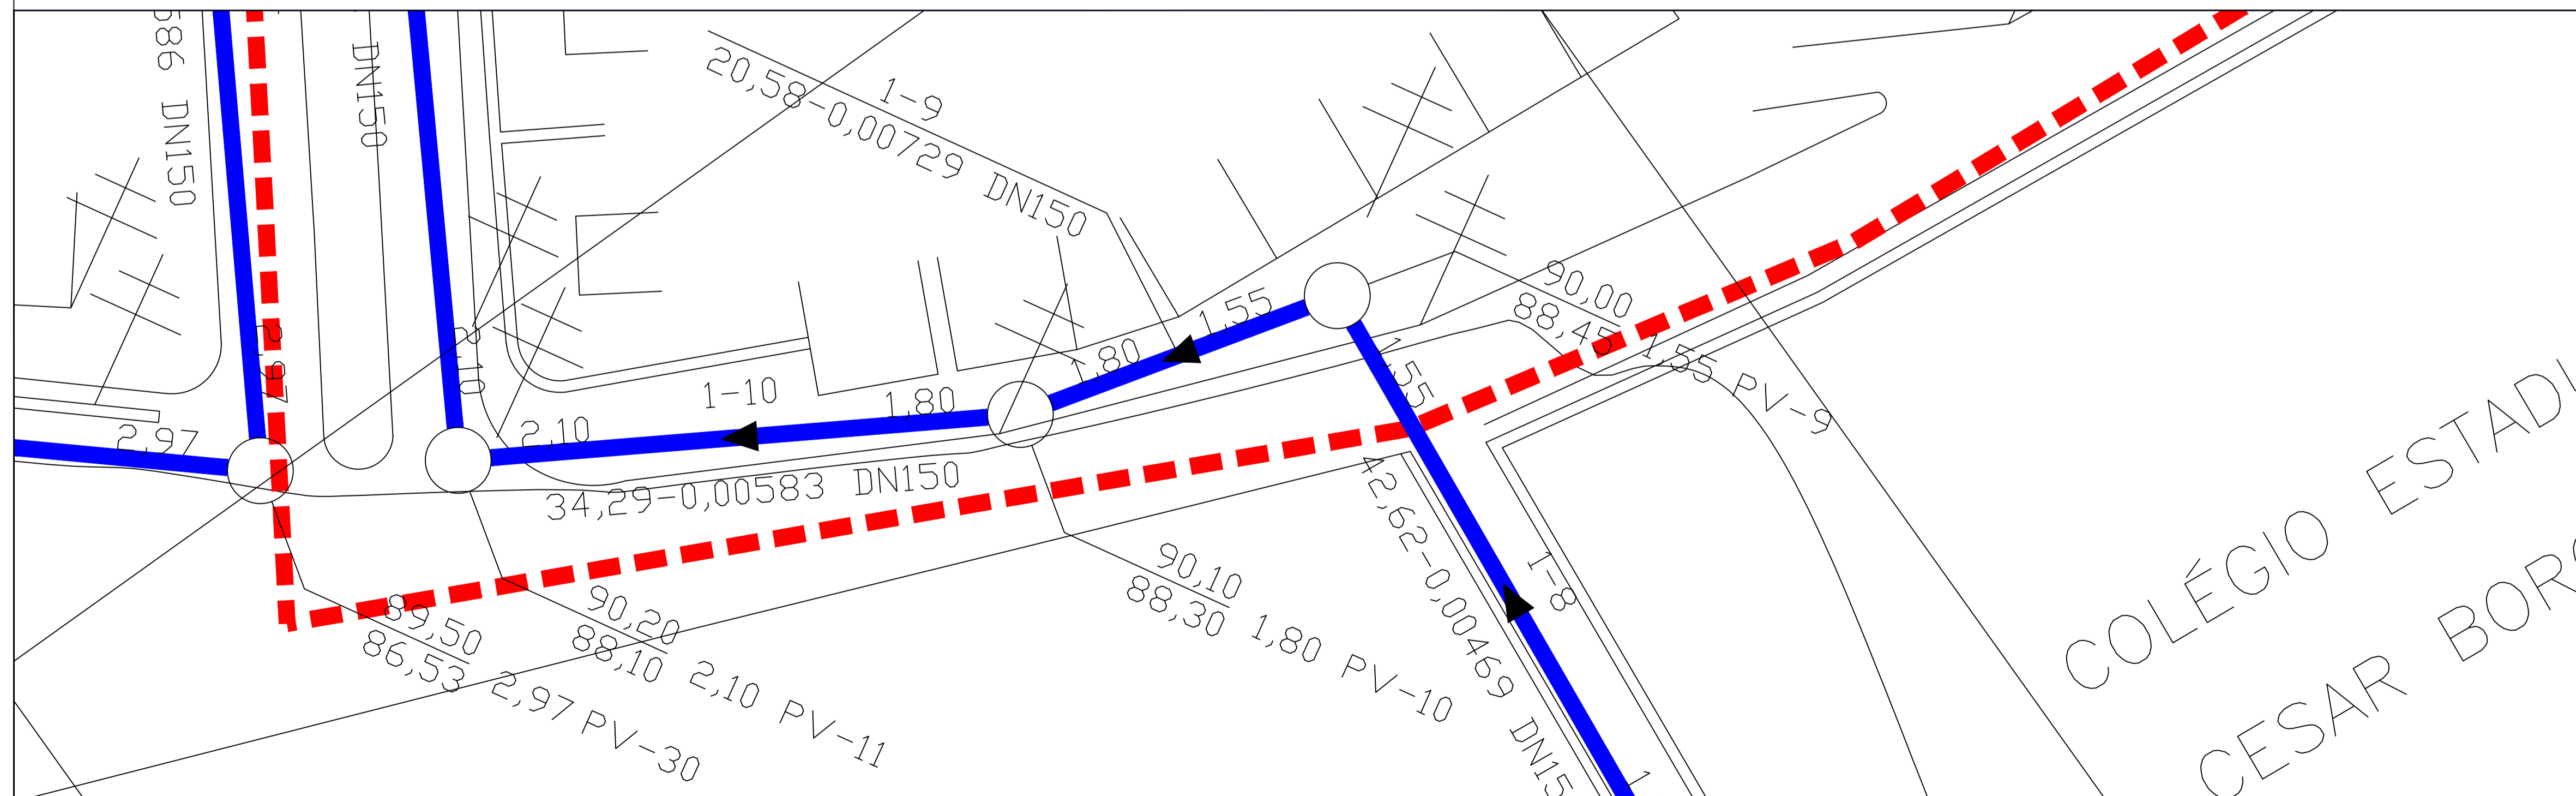 586 DN150
DN150
1-9
20,58-0,00729 DN150
1,55
1,80
1-10
1,80
2,10
2,10
2,97
2,97
34,29-0,00583 DN150
90,00
88,45 1,55 PV-9
1,55
42,62-0,00469 DN15
1-8
1
90,10
88,30 1,80 PV-10
90,20
88,10 2,10 PV-11
89,50
86,53 2,97 PV-30
COLÉGIO ESTADU
CESAR BOR